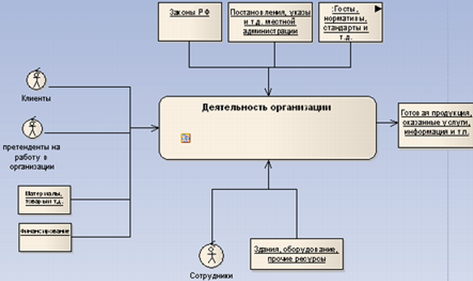 Законы РФ
Постановления, указы
и т.д. местной
администрации
:Госты,
нормативы,
стандарты и
т.д.
Клиенты
претенденты на
работу в
организации
Материалы,
товары и т.д.
Финансирование
Деятельность организации
Готовая продукция,
оказанные услуги,
информация и т.п.
Сотрудники
Здания, оборудование,
прочие ресурсы